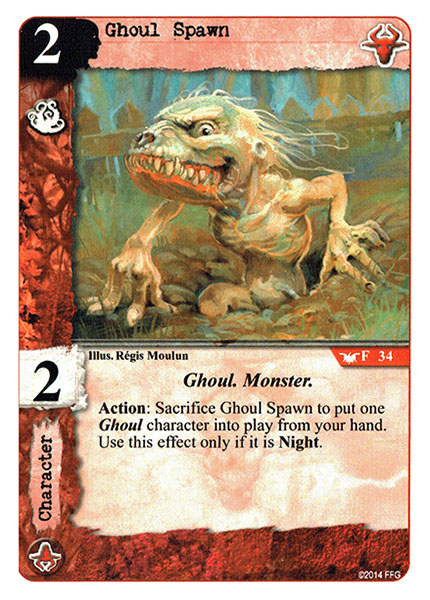 2
Ghoul Spawn
Illus. Régis Moulun
F 34
2
Character
Ghoul. Monster.
Action: Sacrifice Ghoul Spawn to put one
Ghoul character into play from your hand.
Use this effect only if it is Night.
©2014 FFG